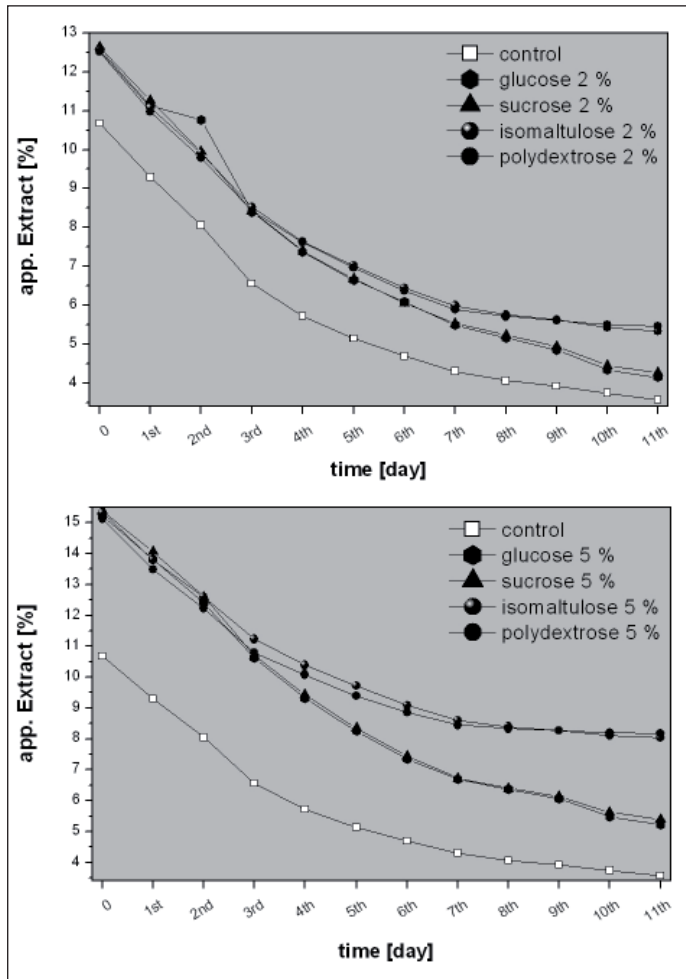 13
12
11
10
9
8
7
6
5
4
app. Extract [%]
control
glucose 2 %
sucrose 2 %
isomaltulose 2 %
polydextrose 2 %
0 1st 2nd 3rd 4th 5th 6th 7th 8th 9th 10th 11th
time [day]
15
14
13
12
11
10
9
8
7
6
5
4
app. Extract [%]
control
glucose 5 %
sucrose 5 %
isomaltulose 5 %
polydextrose 5 %
0 1st 2nd 3rd 4th 5th 6th 7th 8th 9th 10th 11th
time [day]